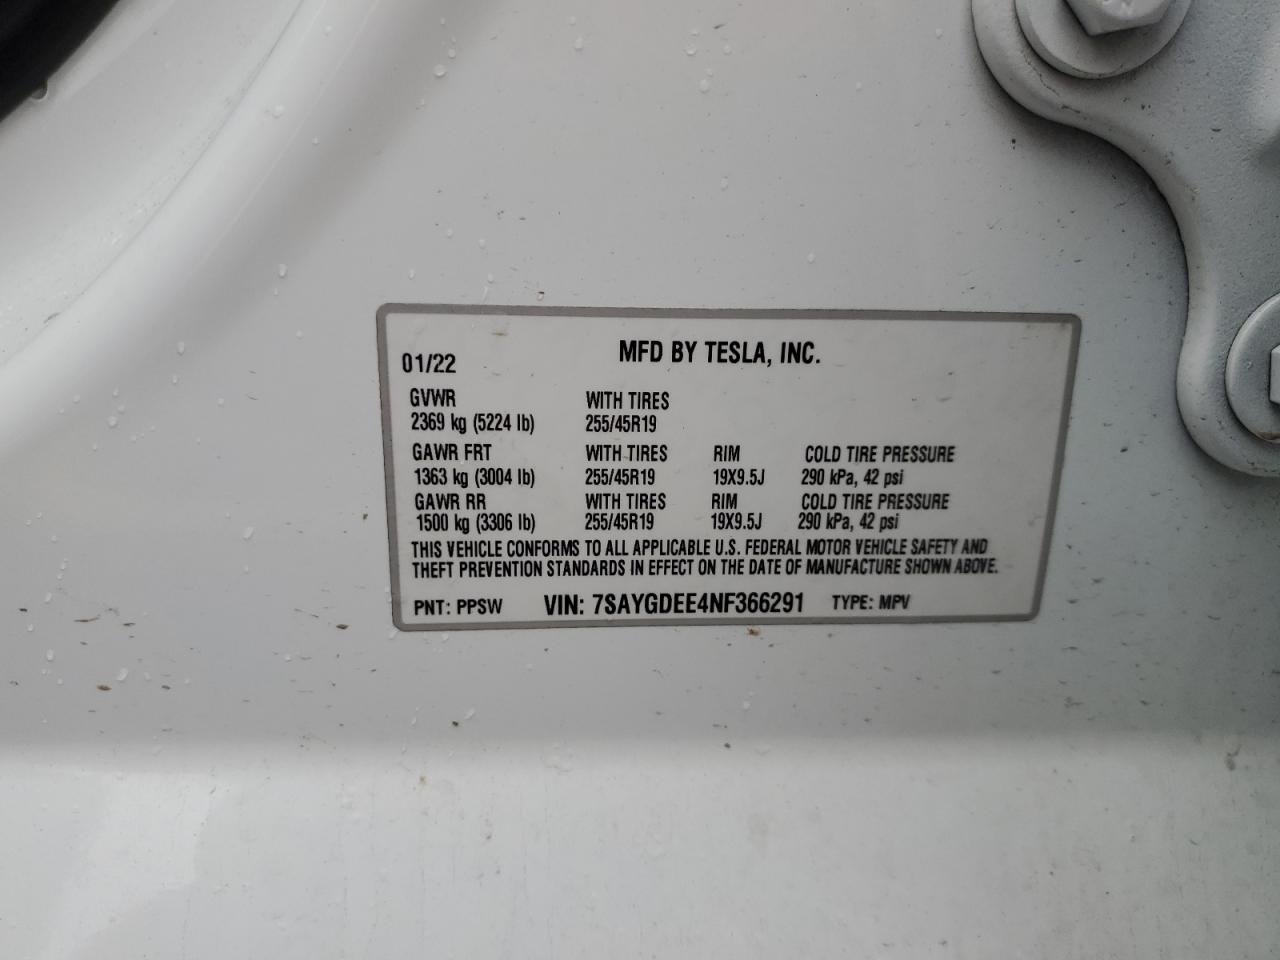 MFD BY TESLA, INC.
01/22
GVWR WITH TIRES
2369 kg (5224 lb) 255/45R19
GAWR FRT WITH TIRES RIM COLD TIRE PRESSURE
1363 kg (3004 lb) 255/45R19 19X9.5J 290 kPa, 42 psi
GAWR RR WITH TIRES RIM COLD TIRE PRESSURE
1500 kg (3306 lb) 255/45R19 19X9.5J 290 kPa, 42 psi
THIS VEHICLE CONFORMS TO ALL APPLICABLE U.S. FEDERAL MOTOR VEHICLE SAFETY AND
THEFT PREVENTION STANDARDS IN EFFECT ON THE DATE OF MANUFACTURE SHOWN ABOVE.
PNT: PPSW VIN: 7SAYGDEE4NF366291 TYPE: MPV